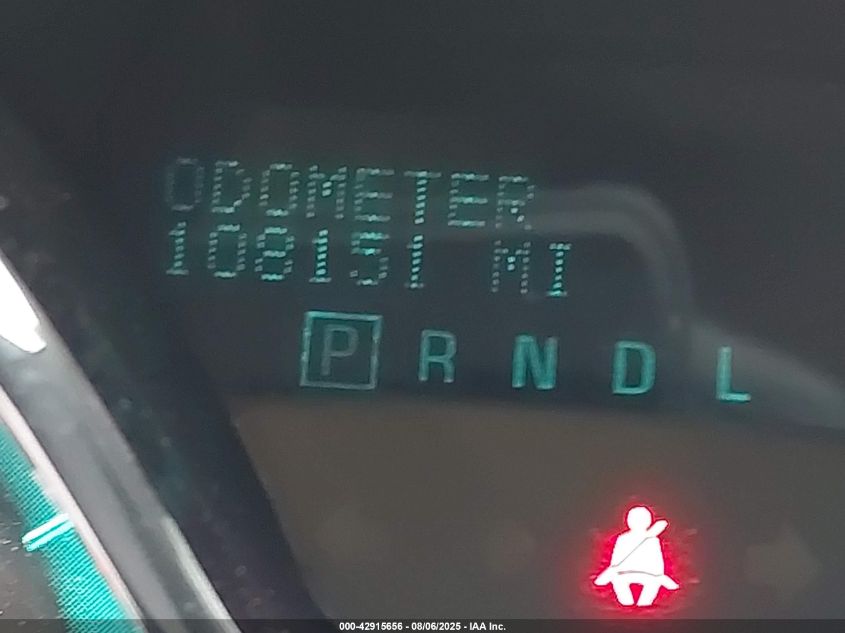 ODOMETER
108151 MI
P R N D L
000-42915656 - 08/06/2025 - IAA Inc.